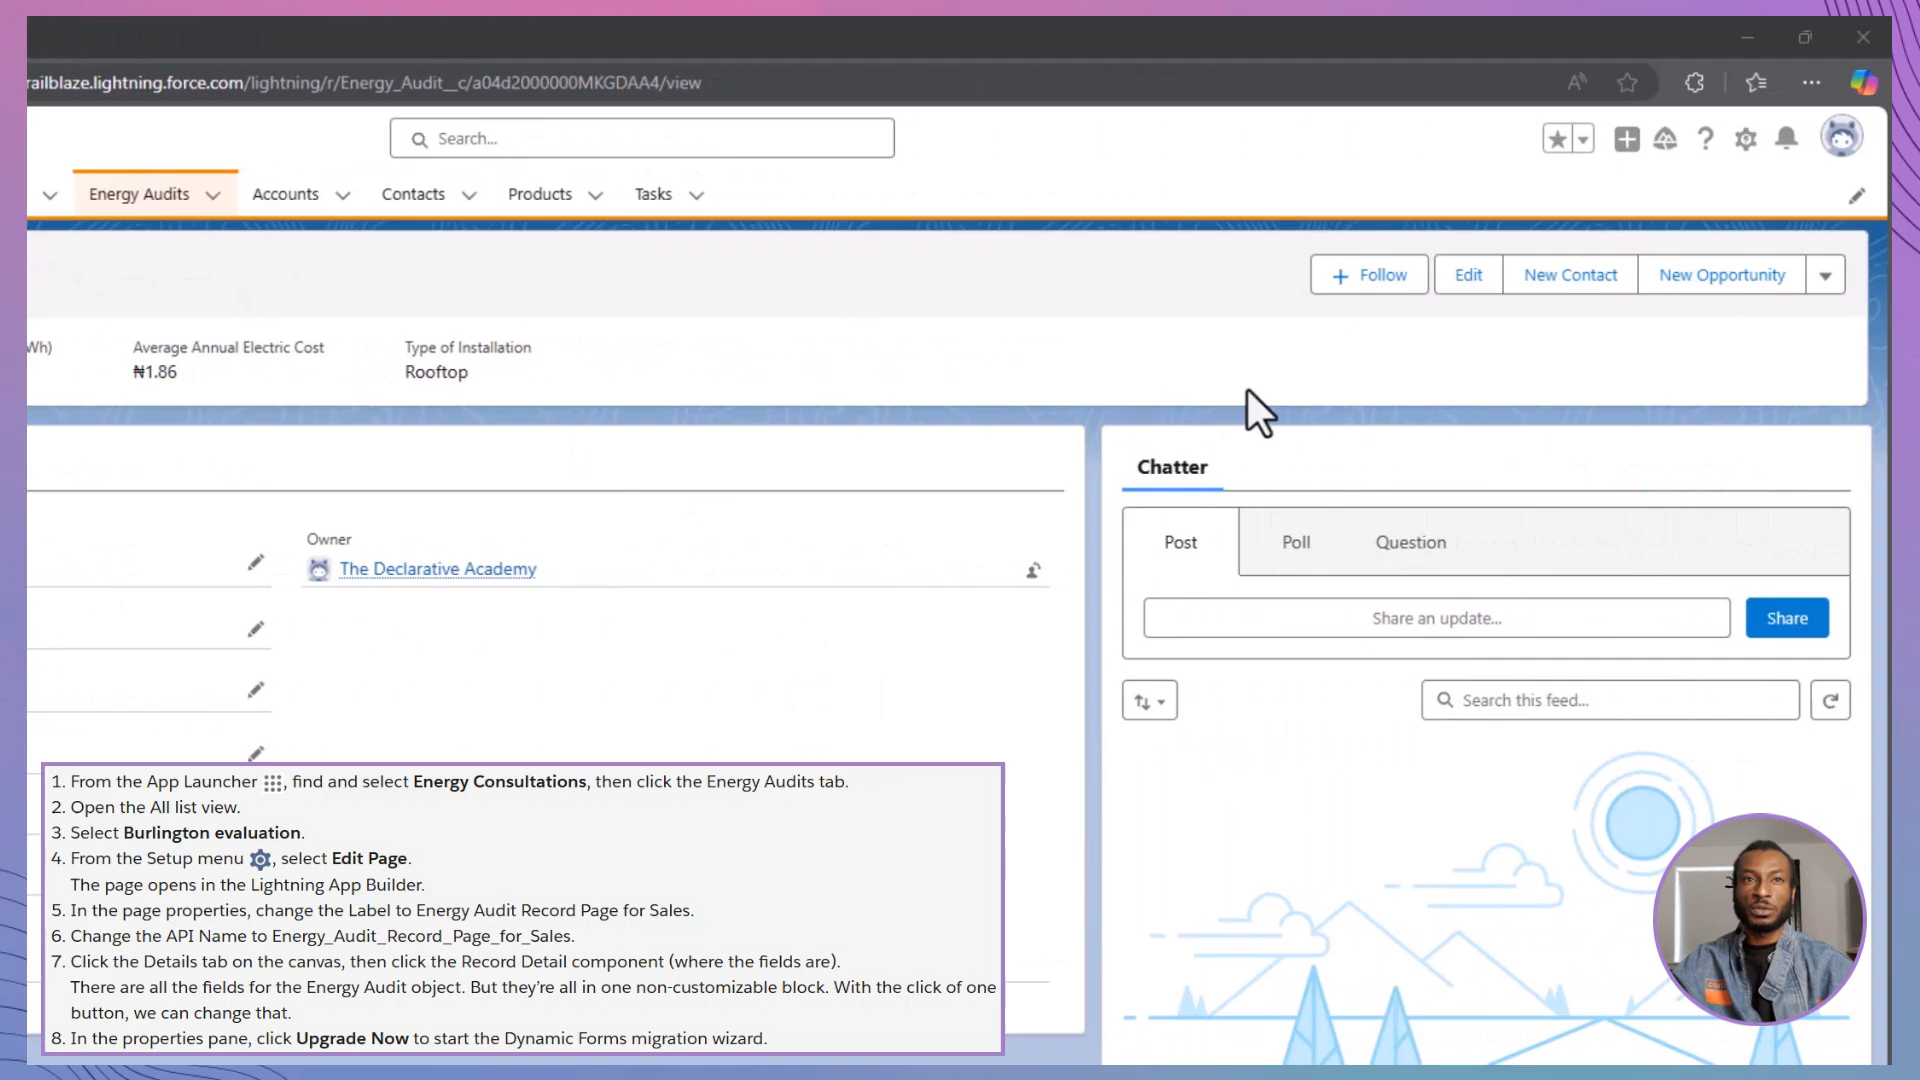 railblaze.lightning.force.com/lightning/r/Energy_Audit__c/a04d2000000MKGDAA4/view
Search...
Energy Audits
Accounts
Contacts
Products
Tasks
Follow
Edit
New Contact
New Opportunity
Wh)
Average Annual Electric Cost
Type of Installation
₦1.86
Rooftop
Chatter
Owner
The Declarative Academy
Post
Poll
Question
Share an update...
Share
Search this feed...
1. From the App Launcher , find and select Energy Consultations, then click the Energy Audits tab.
2. Open the All list view.
3. Select Burlington evaluation.
4. From the Setup menu , select Edit Page.
The page opens in the Lightning App Builder.
5. In the page properties, change the Label to Energy Audit Record Page for Sales.
6. Change the API Name to Energy_Audit_Record_Page_for_Sales.
7. Click the Details tab on the canvas, then click the Record Detail component (where the fields are).
There are all the fields for the Energy Audit object. But they're all in one non-customizable block. With the click of one
button, we can change that.
8. In the properties pane, click Upgrade Now to start the Dynamic Forms migration wizard.